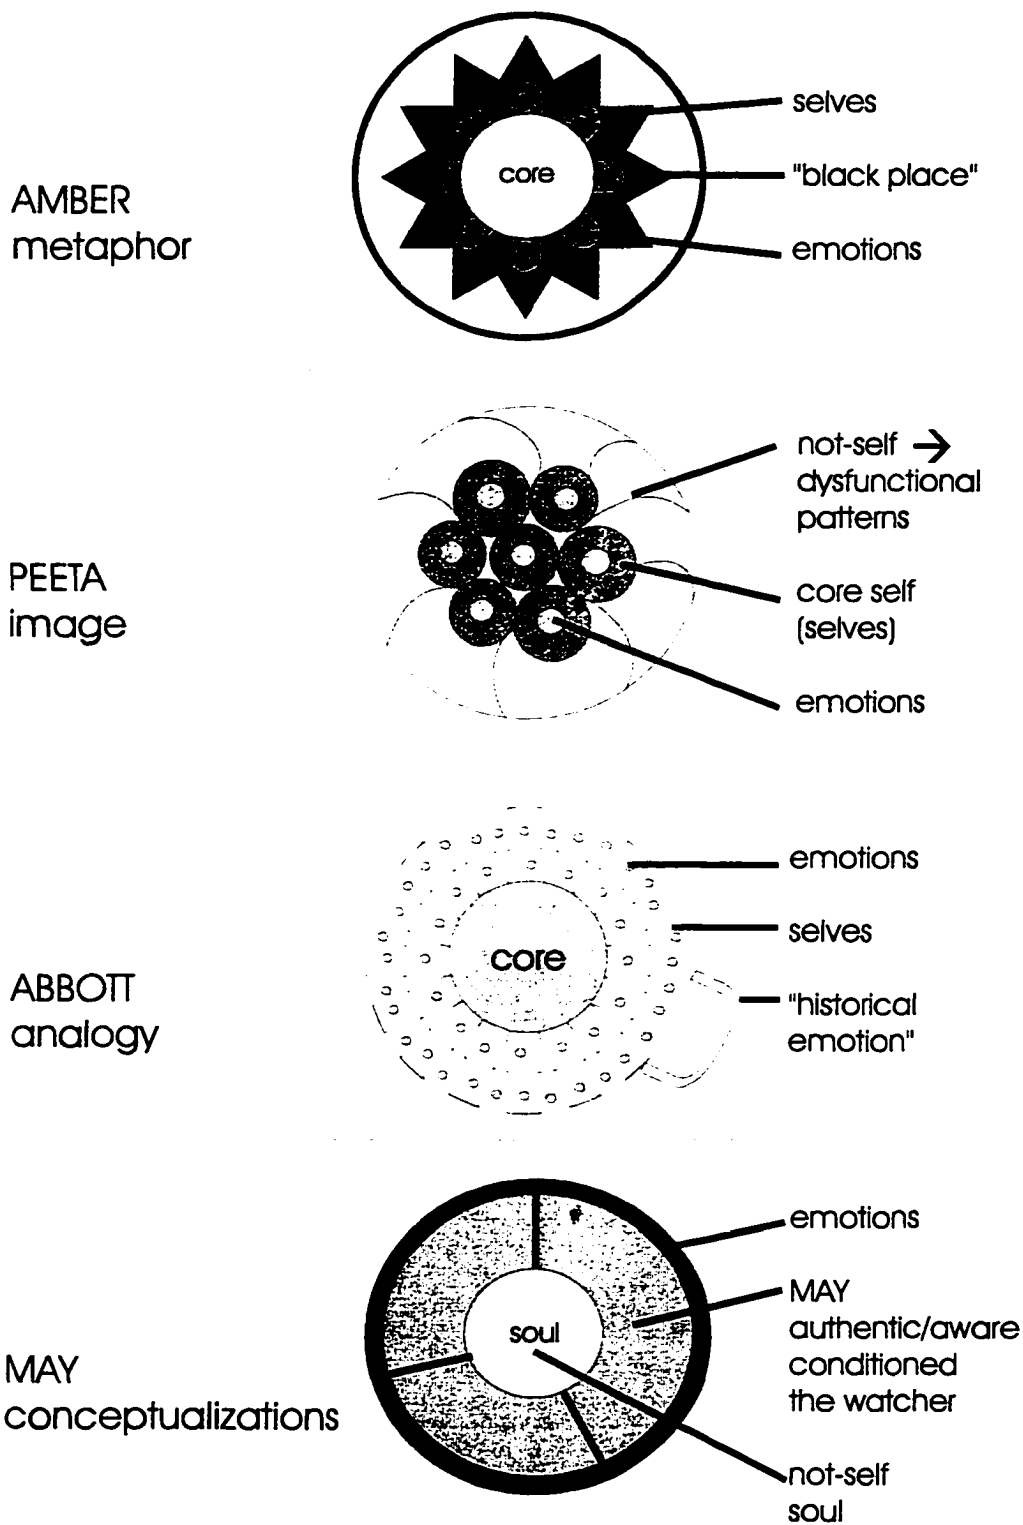 AMBER
metaphor
core
selves
"black place"
emotions
PEETA
image
not-self →
dysfunctional
patterns
core self
(selves)
emotions
ABBOTT
analogy
core
emotions
selves
"historical
emotion"
MAY
conceptualizations
soul
emotions
MAY
authentic/aware
conditioned
the watcher
not-self
soul